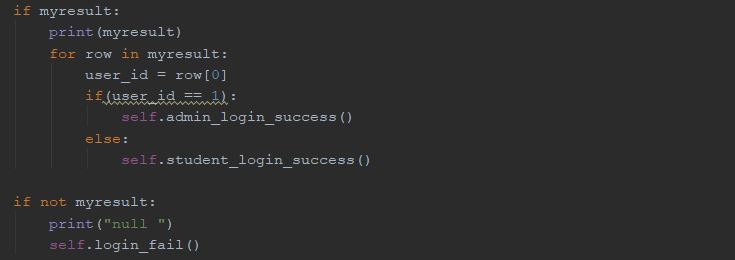 if myresult:
    print(myresult)
    for row in myresult:
        user_id = row[0]
        if(user_id == 1):
            self.admin_login_success()
        else:
            self.student_login_success()
if not myresult:
    print("null ")
    self.login_fail()